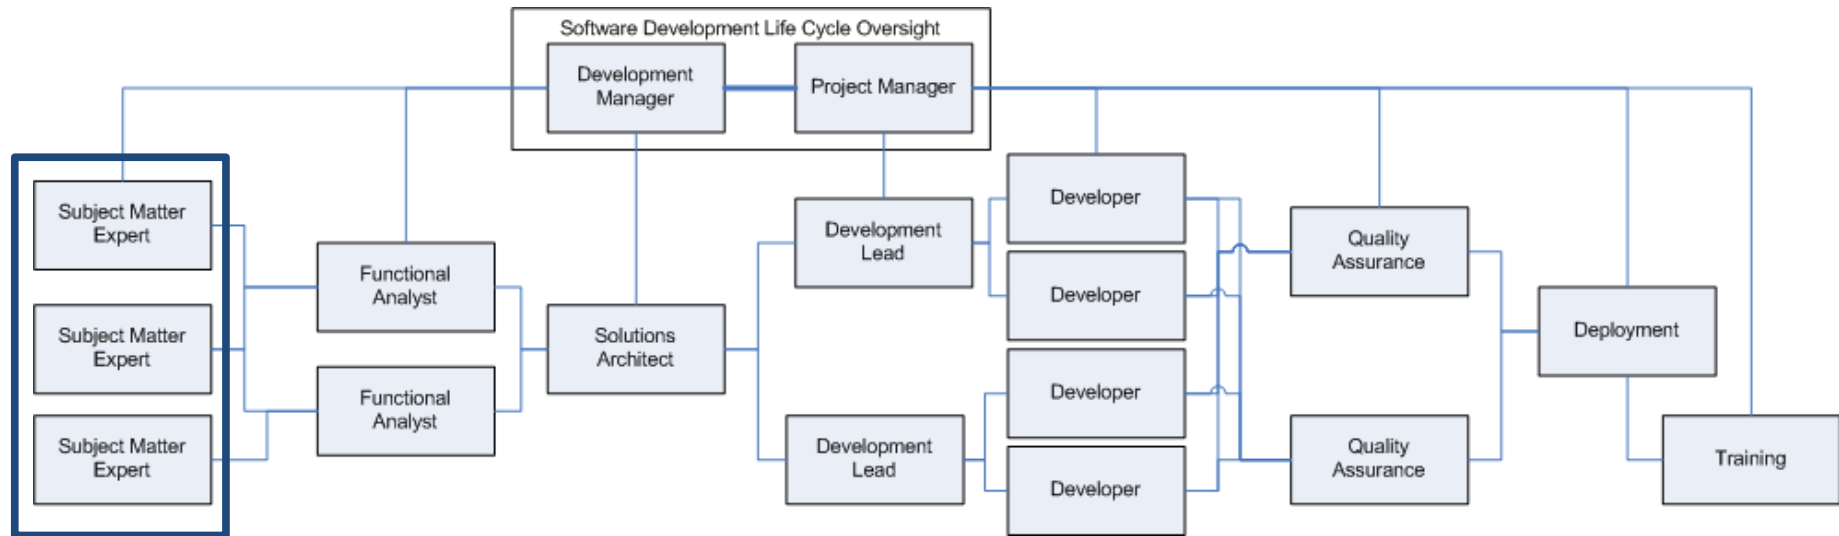 Software Development Life Cycle Oversight
Development
Manager
Project Manager
Subject Matter
Expert
Subject Matter
Expert
Subject Matter
Expert
Functional
Analyst
Functional
Analyst
Solutions
Architect
Development
Lead
Development
Lead
Developer
Developer
Developer
Developer
Quality
Assurance
Quality
Assurance
Deployment
Training